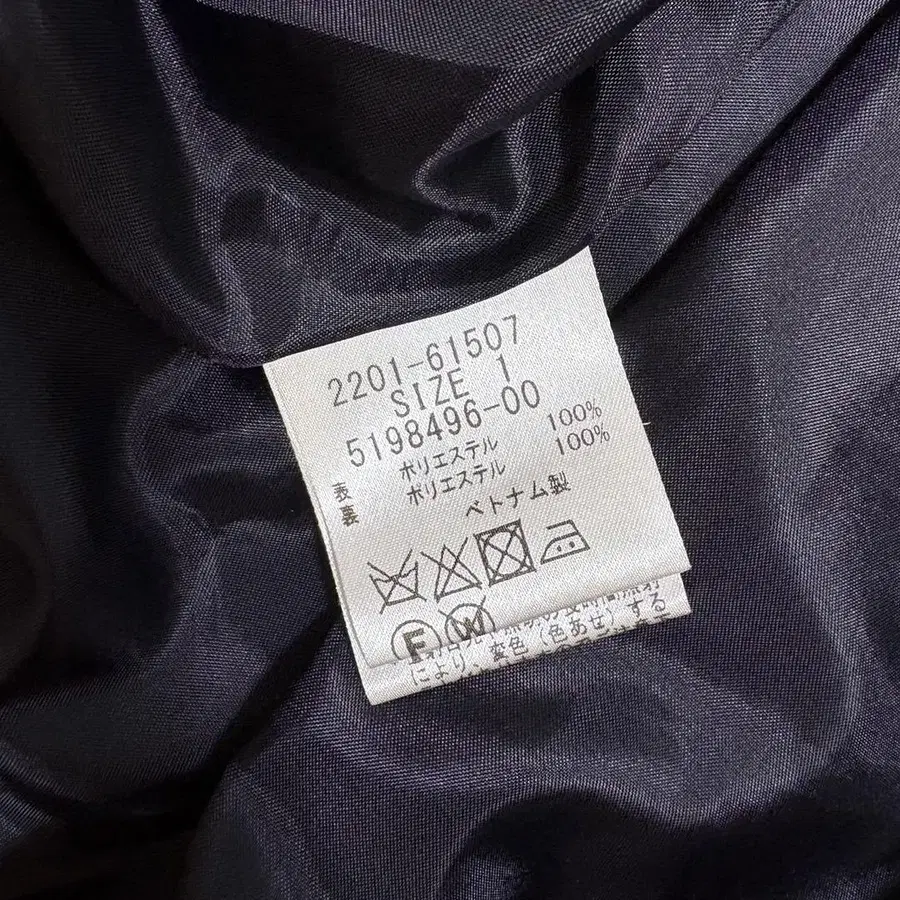 2201-61507
SIZE 1
5198496-00
表 ポリエステル 100%
裏 ポリエステル 100%
ベトナム製
F W
により、変色(色あせ)する